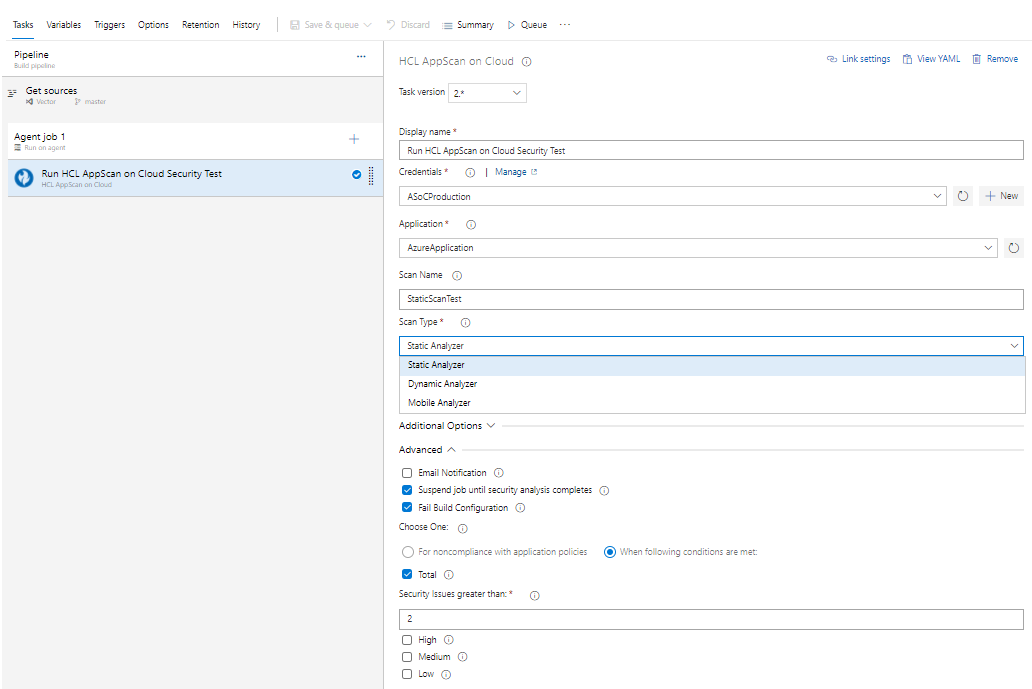 Tasks Variables Triggers Options Retention History Save & queue Discard Summary Queue ...
Pipeline
Build pipeline
Get sources
Vector master
Agent job 1
Run on agent
Run HCL AppScan on Cloud Security Test
HCL AppScan on Cloud
HCL AppScan on Cloud Link settings View YAML Remove
Task version 2.*
Display name *
Run HCL AppScan on Cloud Security Test
Credentials * | Manage
ASoCProduction New
Application *
AzureApplication
Scan Name
StaticScanTest
Scan Type *
Static Analyzer
Static Analyzer
Dynamic Analyzer
Mobile Analyzer
Additional Options
Advanced
Email Notification
Suspend job until security analysis completes
Fail Build Configuration
Choose One:
For noncompliance with application policies When following conditions are met:
Total
Security Issues greater than: *
2
High
Medium
Low